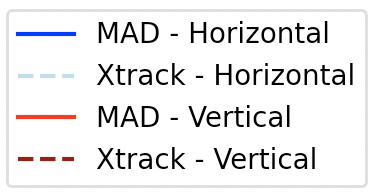 MAD - Horizontal
Xtrack - Horizontal
MAD - Vertical
Xtrack - Vertical